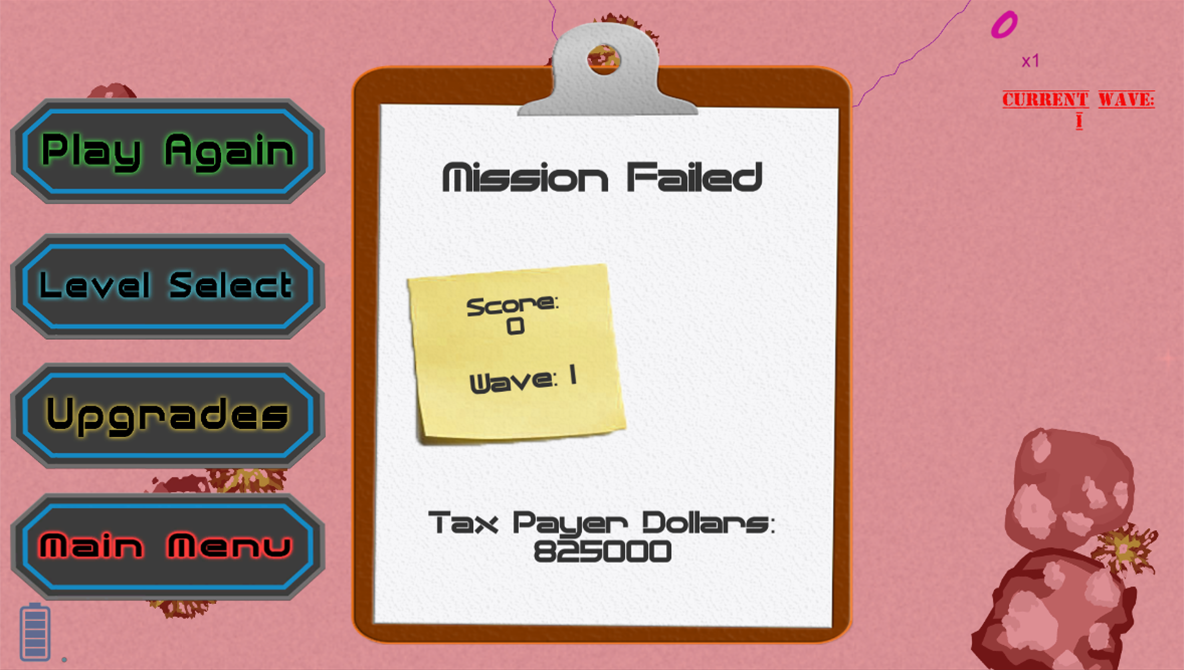 Play Again
Level Select
Upgrades
Main Menu
Mission Failed
Score:
0
Wave: 1
Tax Payer Dollars:
825000
0
x1
CURRENT WAVE:
1